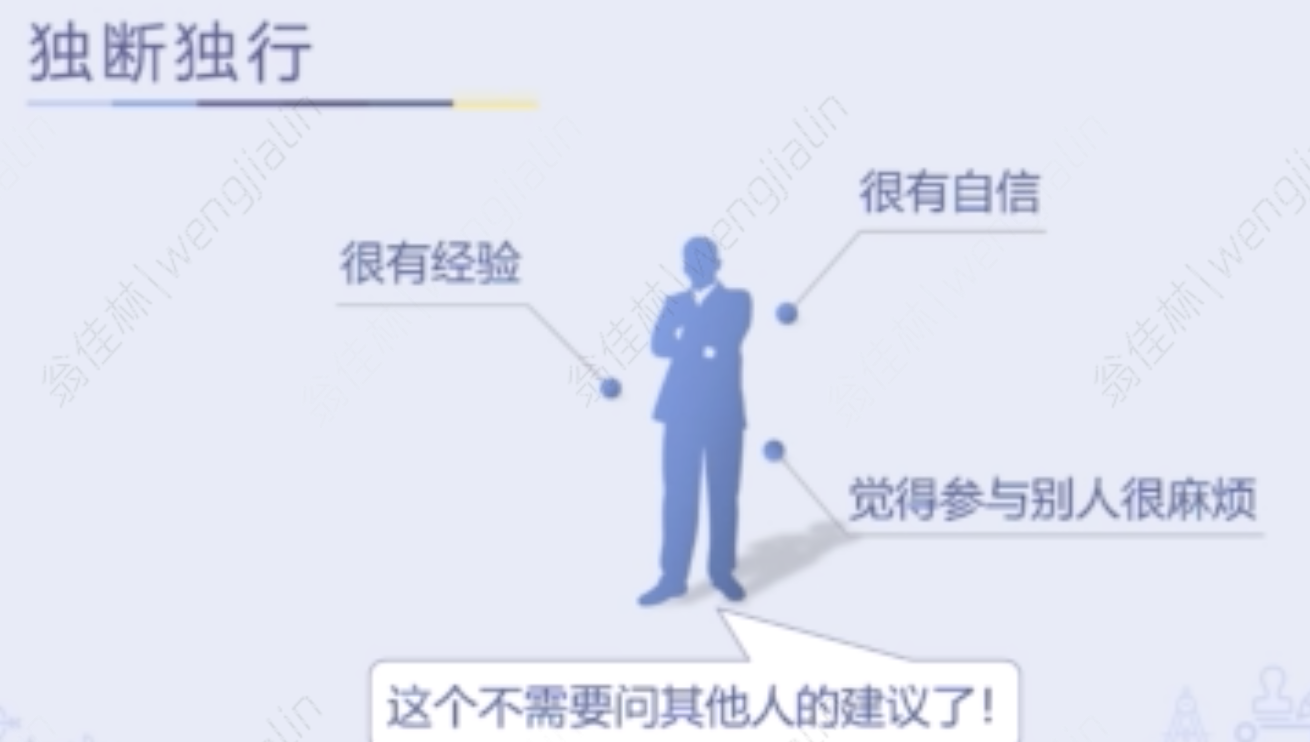 独断独行
很有自信
很有经验
觉得参与别人很麻烦
这个不需要问其他人的建议了!
翁佳林|wengjialin